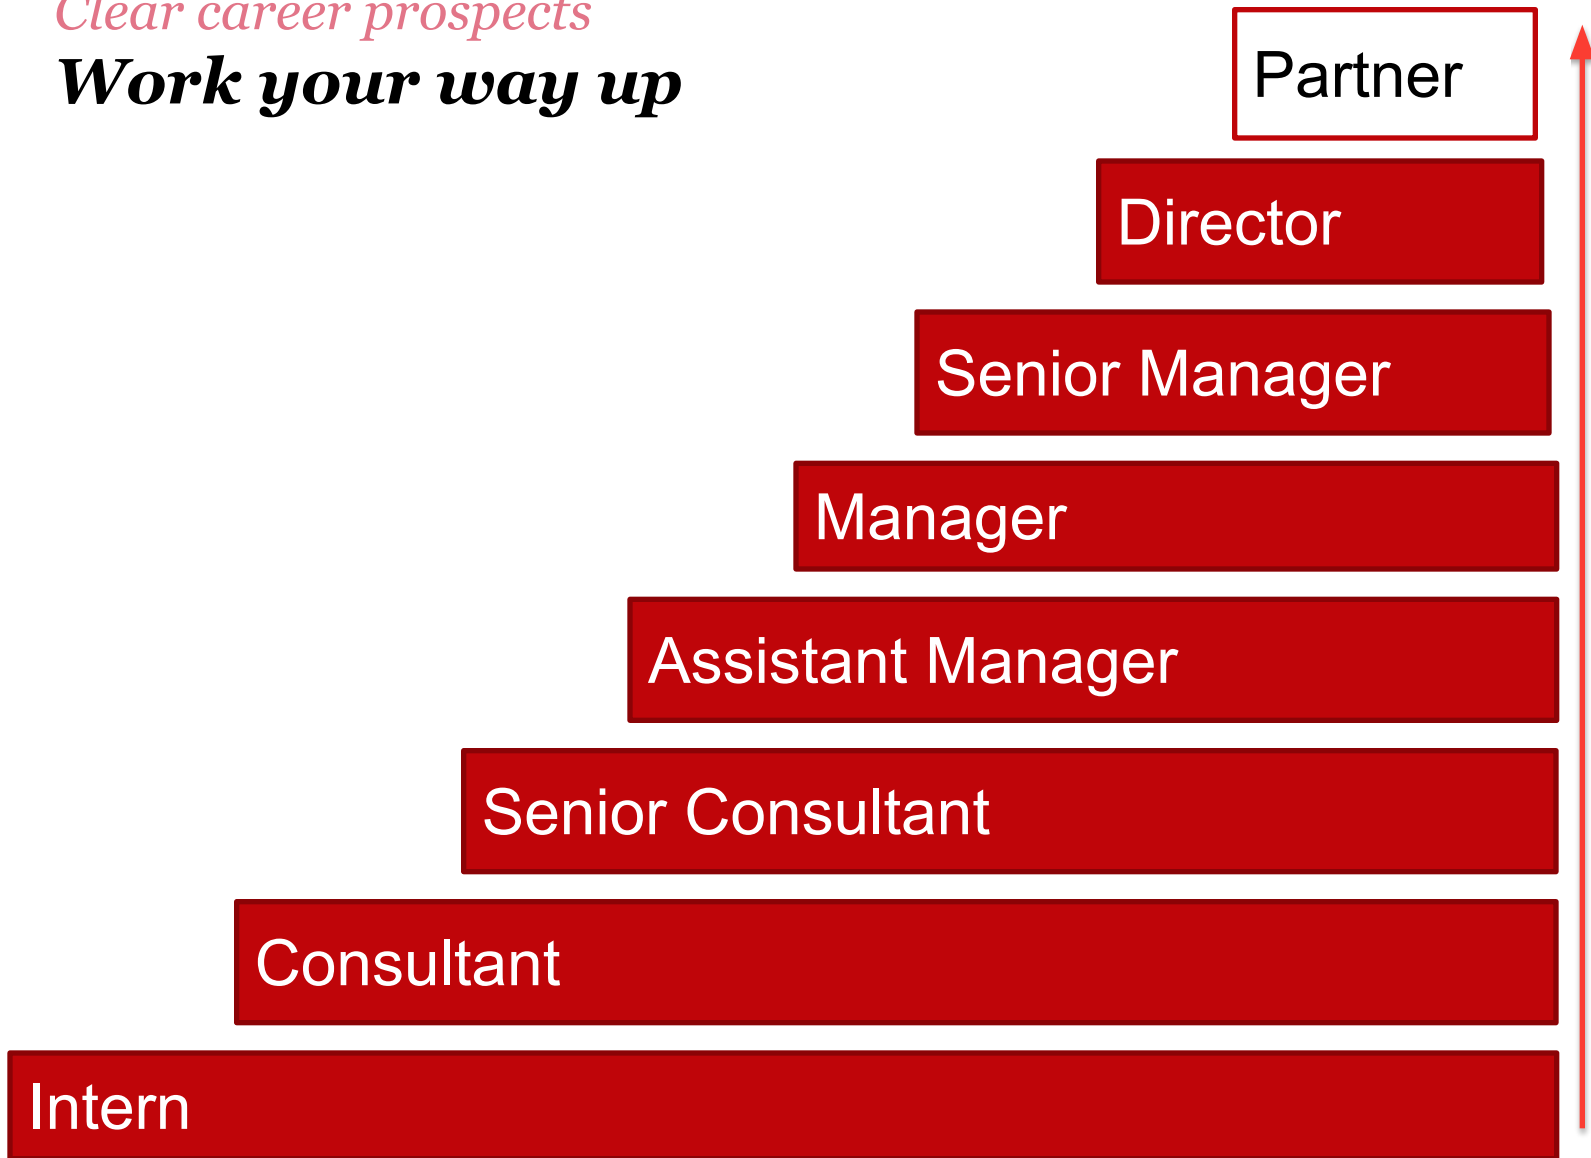 Clear career prospects
Work your way up
Partner
Director
Senior Manager
Manager
Assistant Manager
Senior Consultant
Consultant
Intern